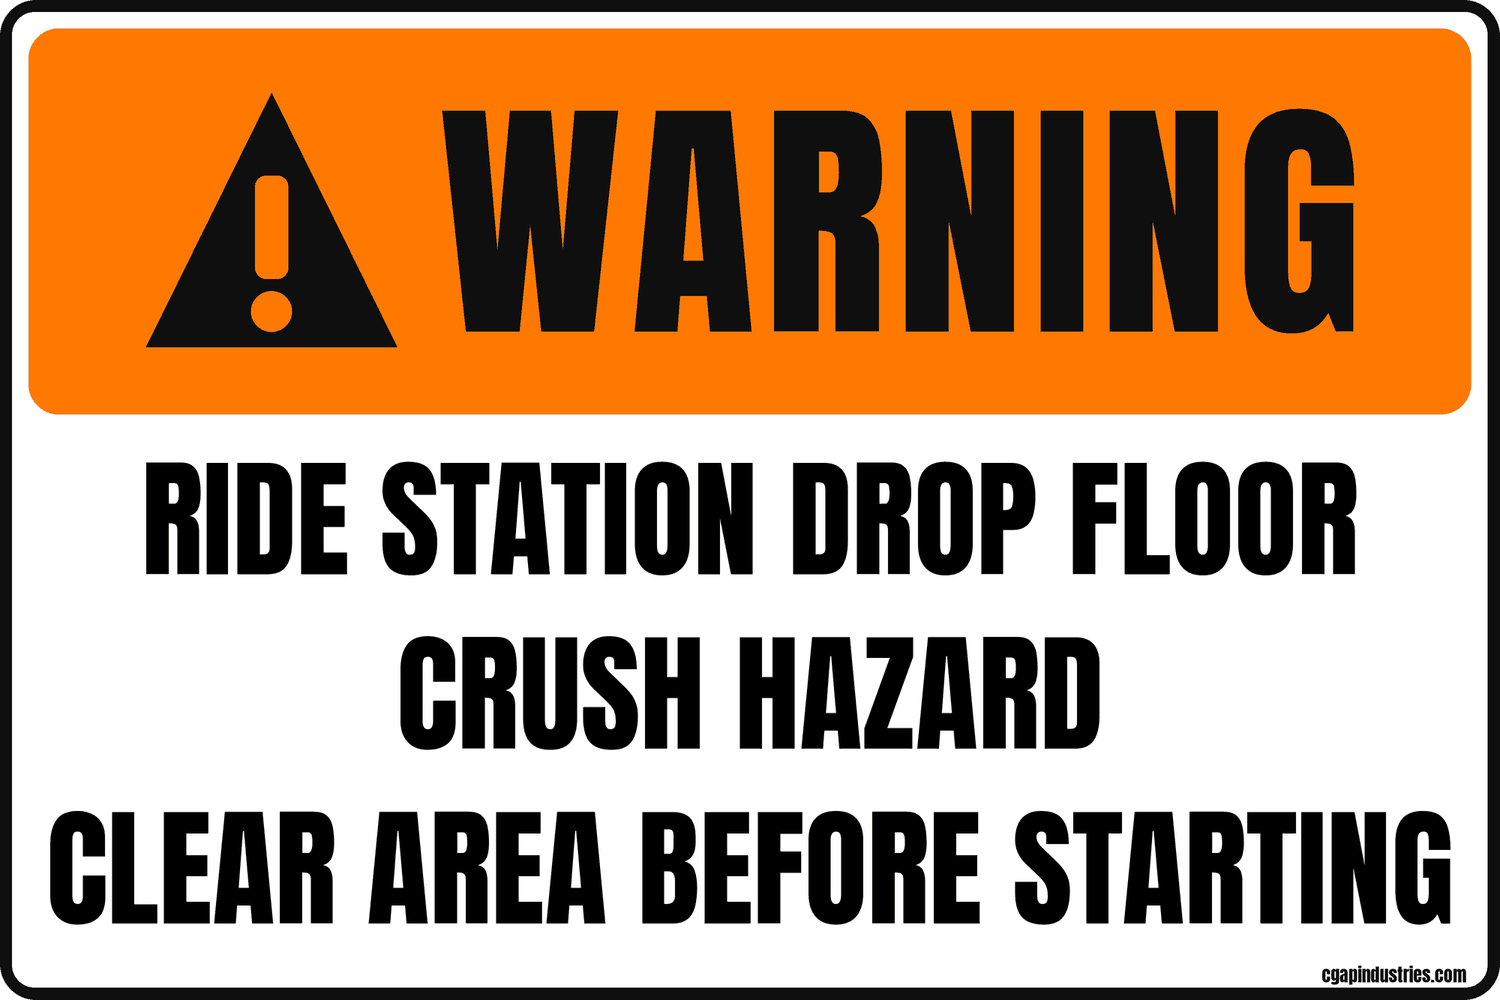 WARNING
RIDE STATION DROP FLOOR
CRUSH HAZARD
CLEAR AREA BEFORE STARTING
cgapindustries.com